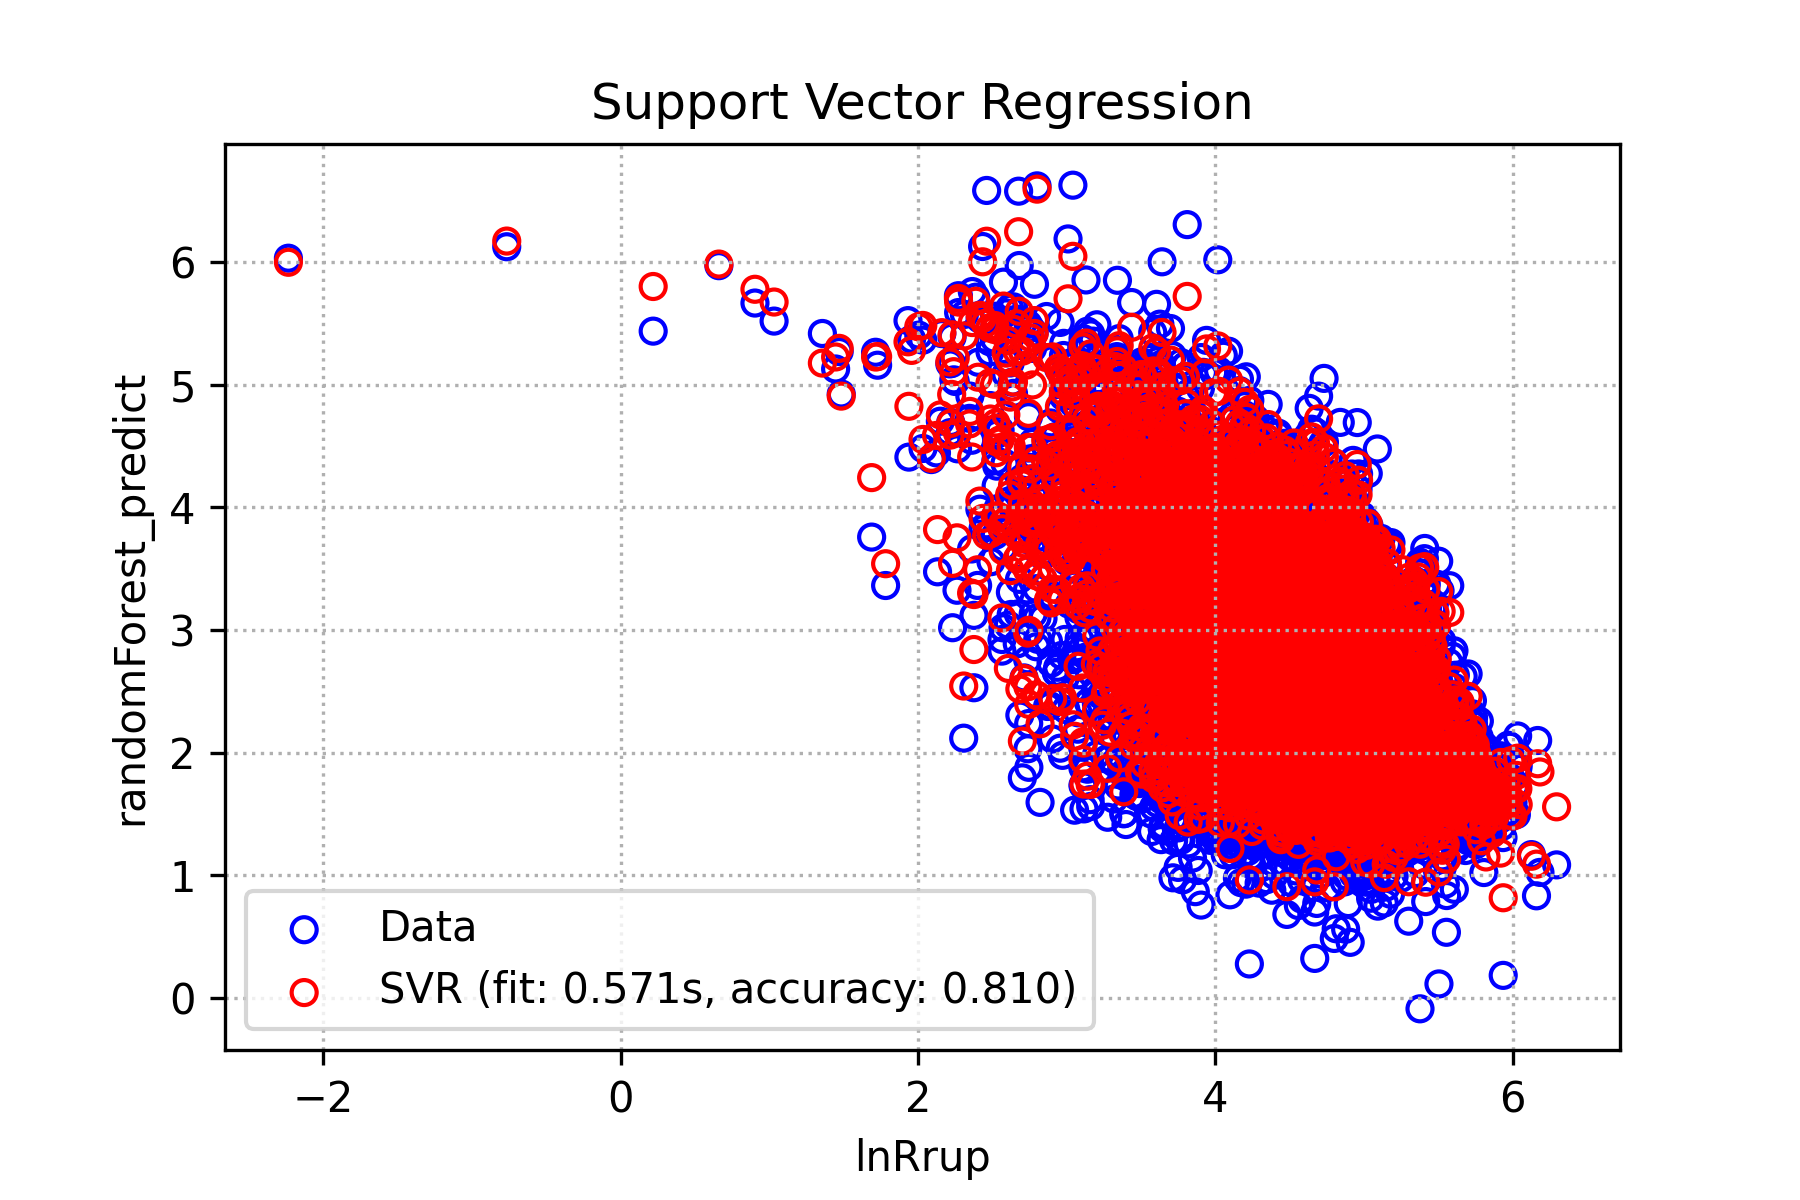 Support Vector Regression
randomForest_predict
6
5
4
3
2
1
0
Data
SVR (fit: 0.571s, accuracy: 0.810)
−2
0
2
4
6
lnRrup